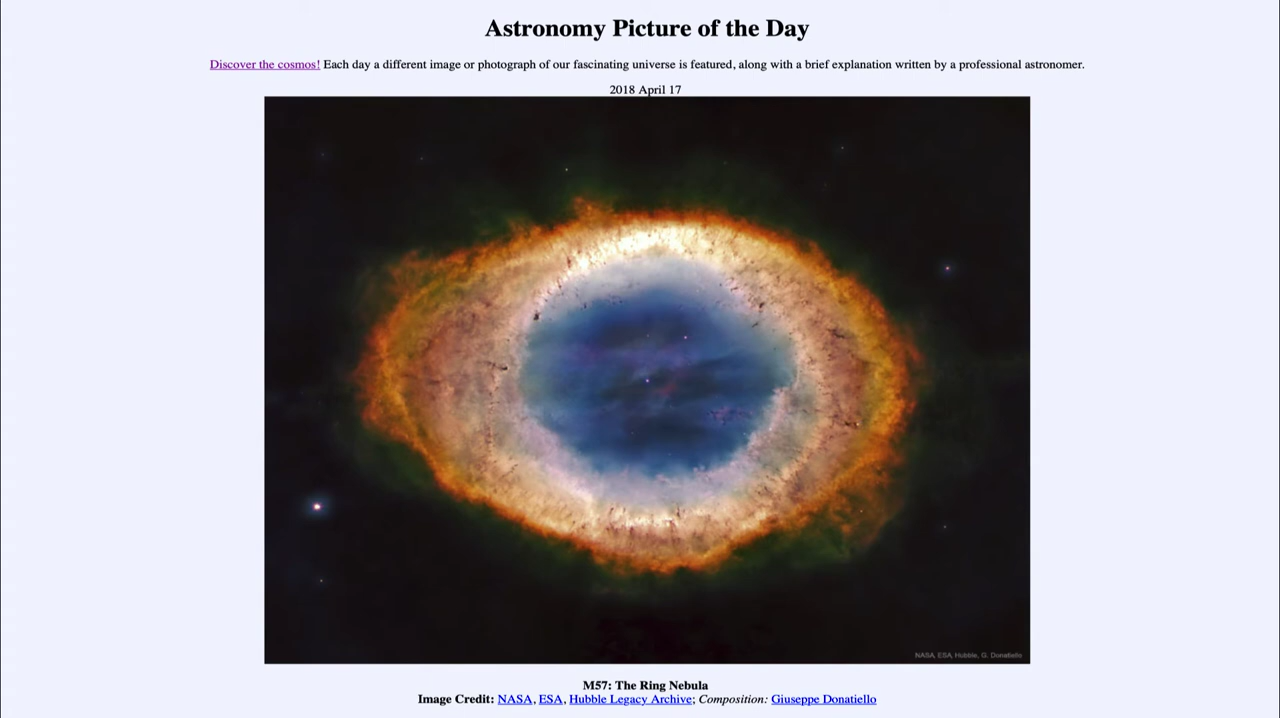 Astronomy Picture of the Day
Discover the cosmos! Each day a different image or photograph of our fascinating universe is featured, along with a brief explanation written by a professional astronomer.
2018 April 17
NASA, ESA, Hubble, G. Donatiello
M57: The Ring Nebula
Image Credit: NASA, ESA, Hubble Legacy Archive; Composition: Giuseppe Donatiello